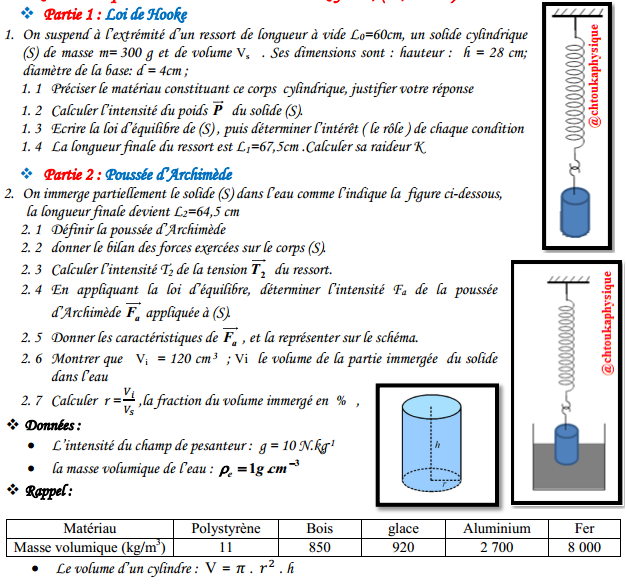 ❖ Partie 1 : Loi de Hooke
1. On suspend à l'extrémité d'un ressort de longueur à vide L₀=60cm, un solide cylindrique
(S) de masse m= 300 g et de volume Vₛ . Ses dimensions sont : hauteur : h = 28 cm;
diamètre de la base: d = 4cm ;
1. 1 Préciser le matériau constituant ce corps cylindrique, justifier votre réponse
1. 2 Calculer l'intensité du poids P⃗ du solide (S).
1. 3 Ecrire la loi d'équilibre de (S) , puis déterminer l'intérêt ( le rôle ) de chaque condition
1. 4 La longueur finale du ressort est L₁=67,5cm .Calculer sa raideur K
❖ Partie 2 : Poussée d'Archimède
2. On immerge partiellement le solide (S) dans l'eau comme l'indique la figure ci-dessous,
la longueur finale devient L₂=64,5 cm
2. 1 Définir la poussée d'Archimède
2. 2 donner le bilan des forces exercées sur le corps (S).
2. 3 Calculer l'intensité T₂ de la tension T₂⃗ du ressort.
2. 4 En appliquant la loi d'équilibre, déterminer l'intensité Fₐ de la poussée
d'Archimède Fₐ⃗ appliquée à (S).
2. 5 Donner les caractéristiques de Fₐ⃗ , et la représenter sur le schéma.
2. 6 Montrer que Vᵢ = 120 cm³ ; Vi le volume de la partie immergée du solide
dans l'eau
2. 7 Calculer r = Vᵢ/Vₛ ,la fraction du volume immergé en % ,
❖ Données :
• L'intensité du champ de pesanteur : g = 10 N.kg⁻¹
• la masse volumique de l'eau : ρₑ = 1g cm⁻³
❖ Rappel :
Matériau Polystyrène Bois glace Aluminium Fer
Masse volumique (kg/m³) 11 850 920 2 700 8 000
• Le volume d'un cylindre : V = π . r² . h
@chtoukaphysique
@chtoukaphysique
h
r